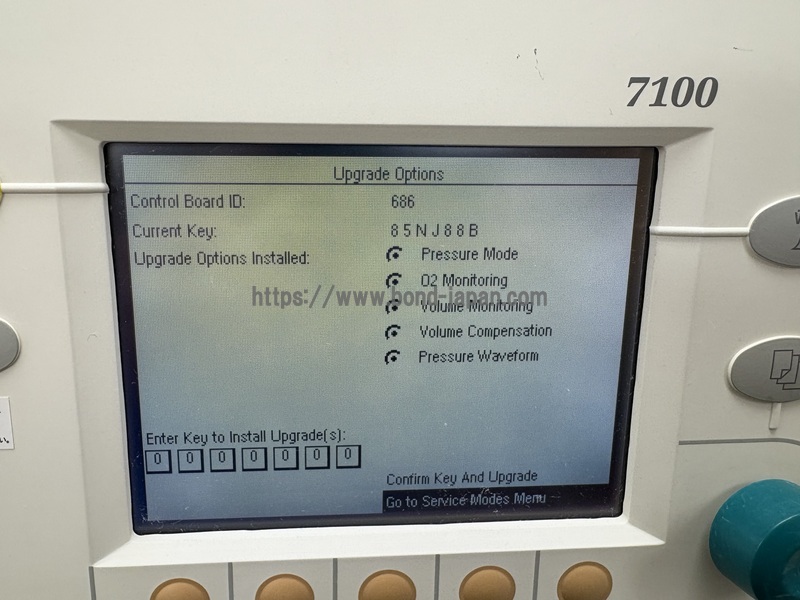 7100
Upgrade Options
Control Board ID: 686
Current Key: 8 5 N J 8 8 B
Upgrade Options Installed: Pressure Mode
O2 Monitoring
https://www.bond-japan.com
Volume Monitoring
Volume Compensation
Pressure Waveform
Enter Key to Install Upgrade(s):
0 0 0 0 0 0 0
Confirm Key And Upgrade
Go to Service Modes Menu